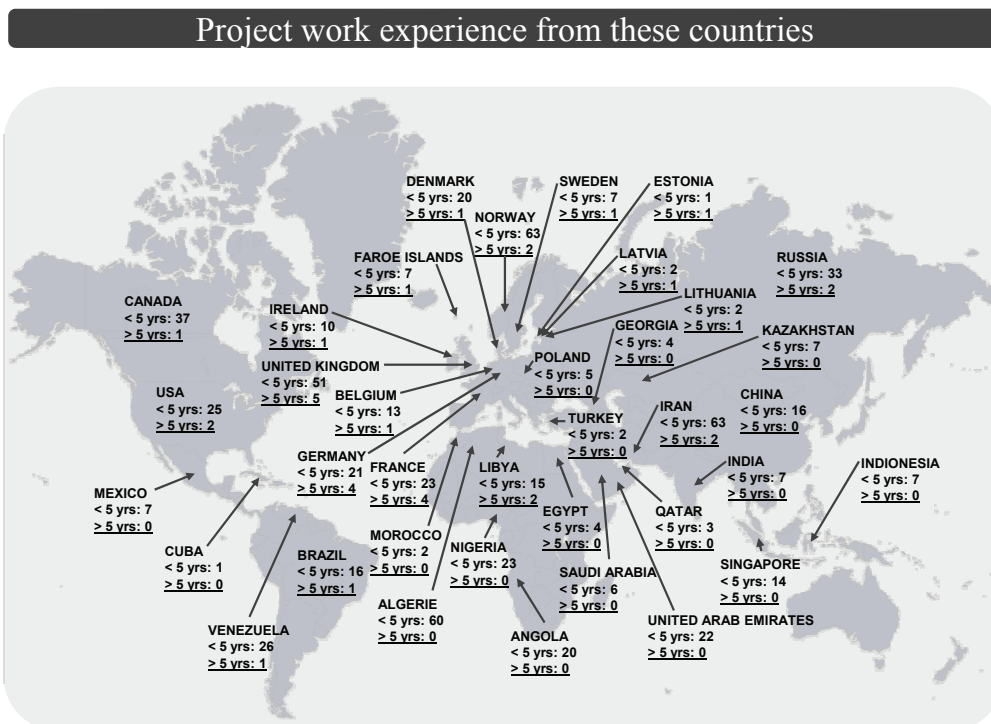 Project work experience from these countries
DENMARK
< 5 yrs: 20
> 5 yrs: 1
SWEDEN
< 5 yrs: 7
> 5 yrs: 1
ESTONIA
< 5 yrs: 1
> 5 yrs: 1
NORWAY
< 5 yrs: 63
> 5 yrs: 2
FAROE ISLANDS
< 5 yrs: 7
> 5 yrs: 1
LATVIA
< 5 yrs: 2
> 5 yrs: 1
RUSSIA
< 5 yrs: 33
> 5 yrs: 2
LITHUANIA
< 5 yrs: 2
> 5 yrs: 1
CANADA
< 5 yrs: 37
> 5 yrs: 1
IRELAND
< 5 yrs: 10
> 5 yrs: 1
GEORGIA
< 5 yrs: 4
> 5 yrs: 0
KAZAKHSTAN
< 5 yrs: 7
> 5 yrs: 0
UNITED KINGDOM
< 5 yrs: 51
> 5 yrs: 5
POLAND
< 5 yrs: 5
> 5 yrs: 0
USA
< 5 yrs: 25
> 5 yrs: 2
BELGIUM
< 5 yrs: 13
> 5 yrs: 1
TURKEY
< 5 yrs: 2
> 5 yrs: 0
IRAN
< 5 yrs: 63
> 5 yrs: 2
CHINA
< 5 yrs: 16
> 5 yrs: 0
GERMANY
< 5 yrs: 21
> 5 yrs: 4
FRANCE
< 5 yrs: 23
> 5 yrs: 4
LIBYA
< 5 yrs: 15
> 5 yrs: 2
INDIA
< 5 yrs: 7
> 5 yrs: 0
INDIONESIA
< 5 yrs: 7
> 5 yrs: 0
MEXICO
< 5 yrs: 7
> 5 yrs: 0
EGYPT
< 5 yrs: 4
> 5 yrs: 0
QATAR
< 5 yrs: 3
> 5 yrs: 0
MOROCCO
< 5 yrs: 2
> 5 yrs: 0
NIGERIA
< 5 yrs: 23
> 5 yrs: 0
CUBA
< 5 yrs: 1
> 5 yrs: 0
BRAZIL
< 5 yrs: 16
> 5 yrs: 1
SAUDI ARABIA
< 5 yrs: 6
> 5 yrs: 0
SINGAPORE
< 5 yrs: 14
> 5 yrs: 0
ALGERIE
< 5 yrs: 60
> 5 yrs: 0
VENEZUELA
< 5 yrs: 26
> 5 yrs: 1
ANGOLA
< 5 yrs: 20
> 5 yrs: 0
UNITED ARAB EMIRATES
< 5 yrs: 22
> 5 yrs: 0